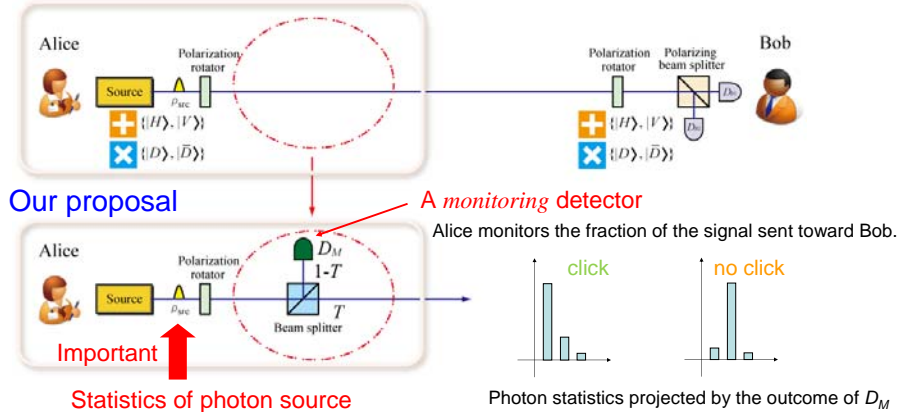 Alice
Polarization
rotator
Source
ρsrc
{|H⟩, |V⟩}
{|D⟩, |D̅⟩}
Polarization
rotator
Polarizing
beam splitter
Bob
{|H⟩, |V⟩}
{|D⟩, |D̅⟩}
Our proposal
A monitoring detector
Alice monitors the fraction of the signal sent toward Bob.
Alice
Polarization
rotator
Source
ρsrc
DM
1-T
T
Beam splitter
click
no click
Important
Statistics of photon source
Photon statistics projected by the outcome of DM